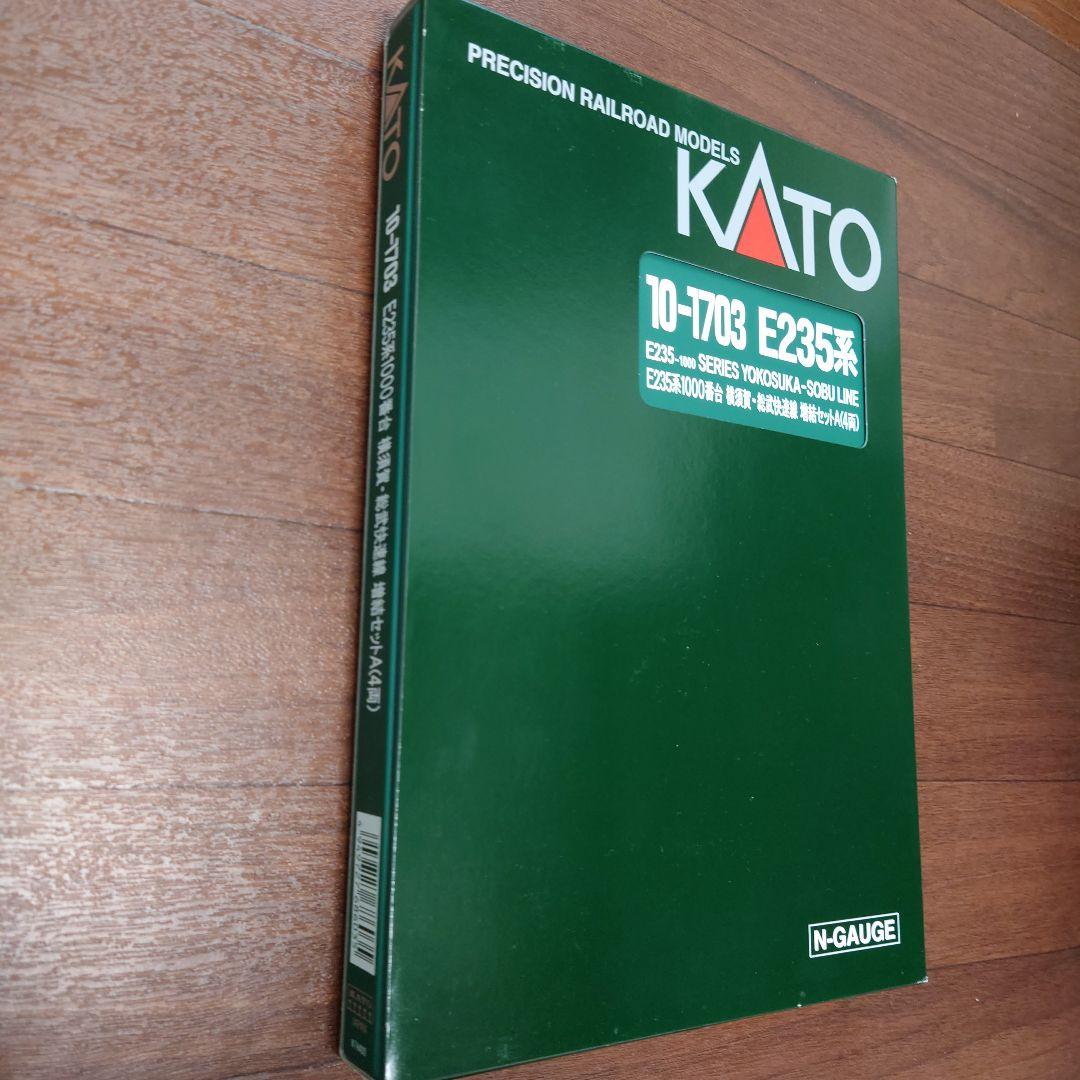 PRECISION RAILROAD MODELS
KATO
10-1703 E235系
E235-1000 SERIES YOKOSUKA-SOBU LINE
E235系1000番台 横須賀・総武快速線 増結セットA(4両)
N-GAUGE
KATO 10-1703 E235系1000番台 横須賀・総武快速線 増結セットA(4両)
KATO